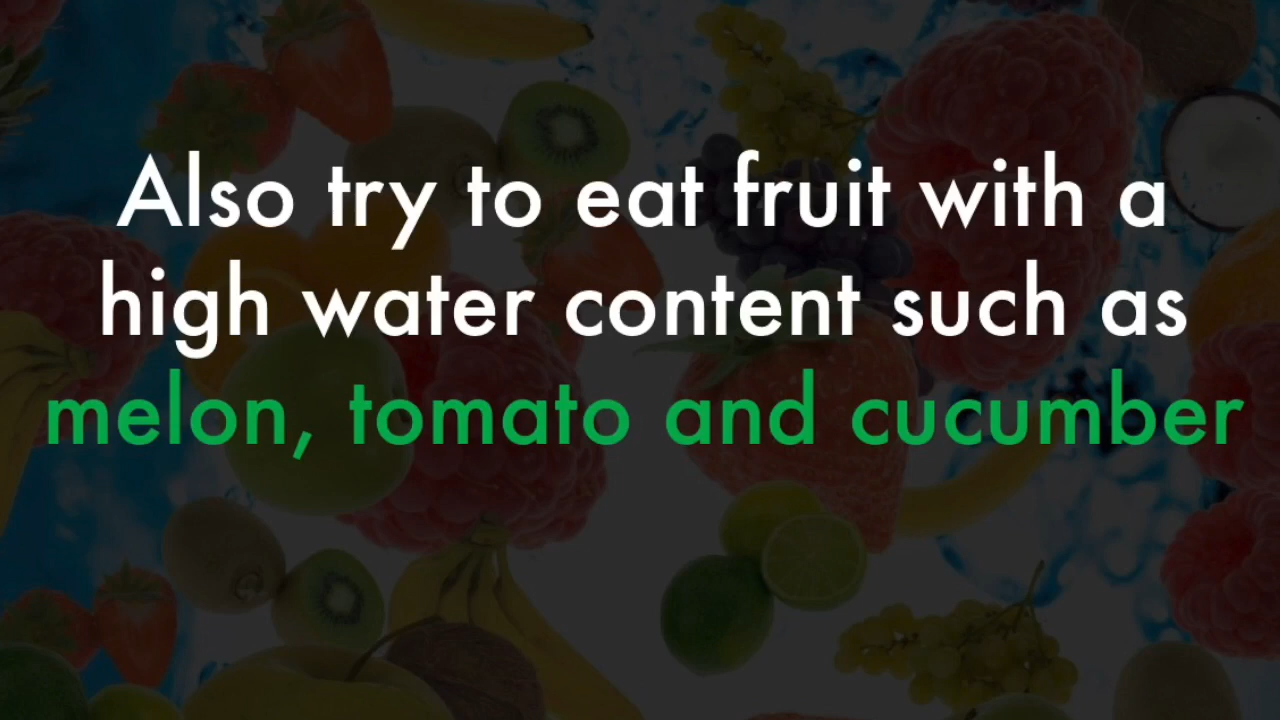 Also try to eat fruit with a
high water content such as
melon, tomato and cucumber